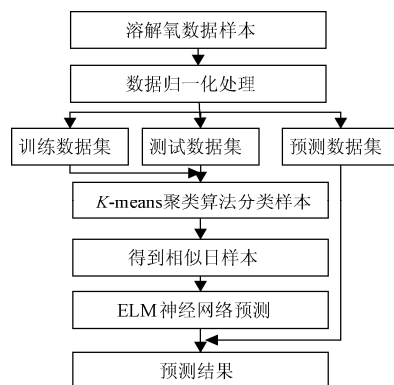 溶解氧数据样本
数据归一化处理
训练数据集
测试数据集
预测数据集
K-means聚类算法分类样本
得到相似日样本
ELM神经网络预测
预测结果